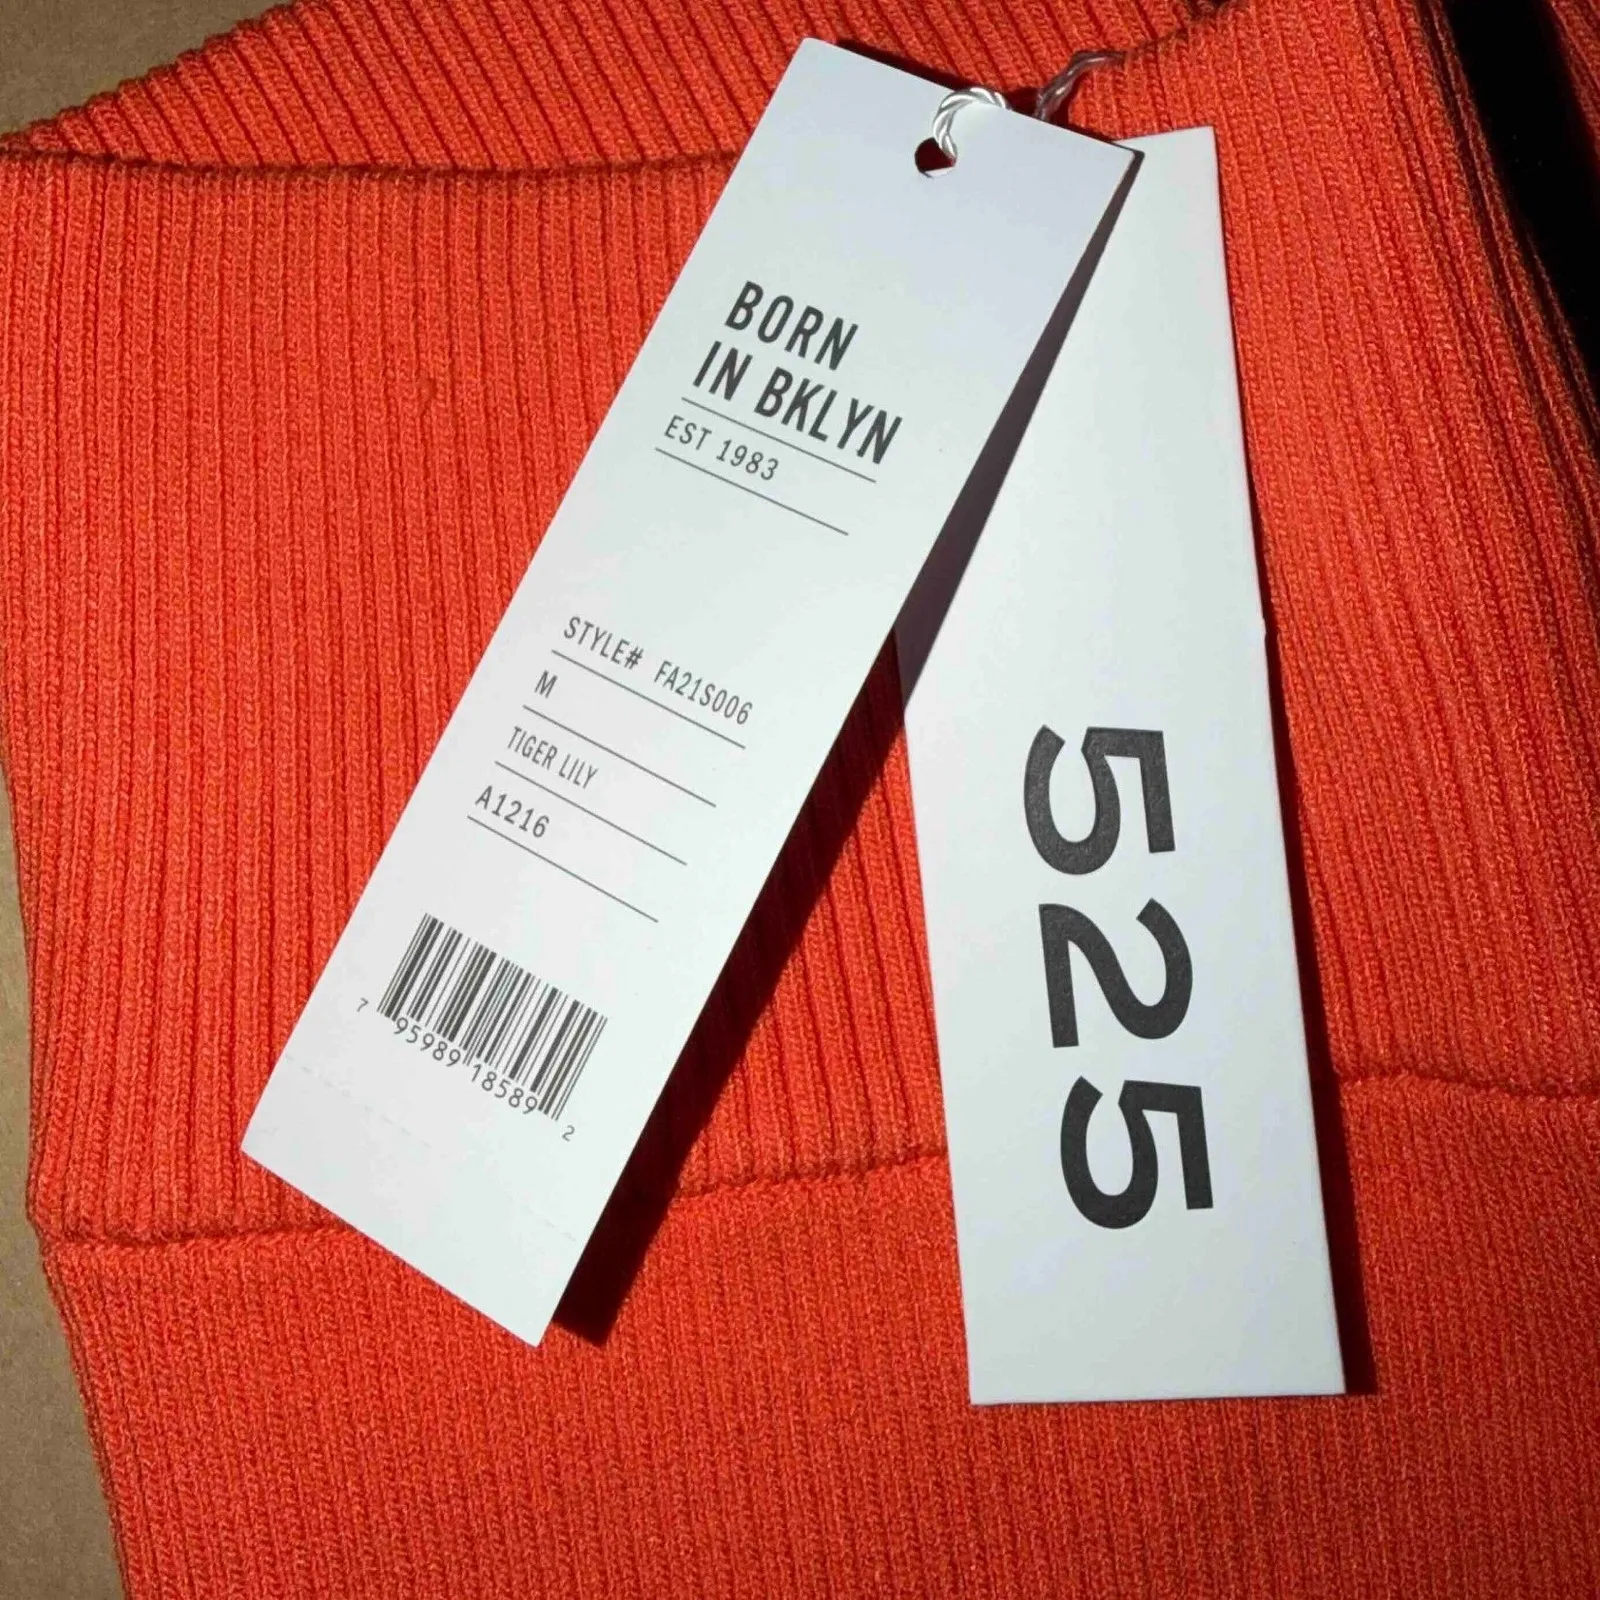 BORN
IN BKLYN
EST 1983
STYLE# FA21S006
M
TIGER LILY
A1216
7 95989 18589 2
525